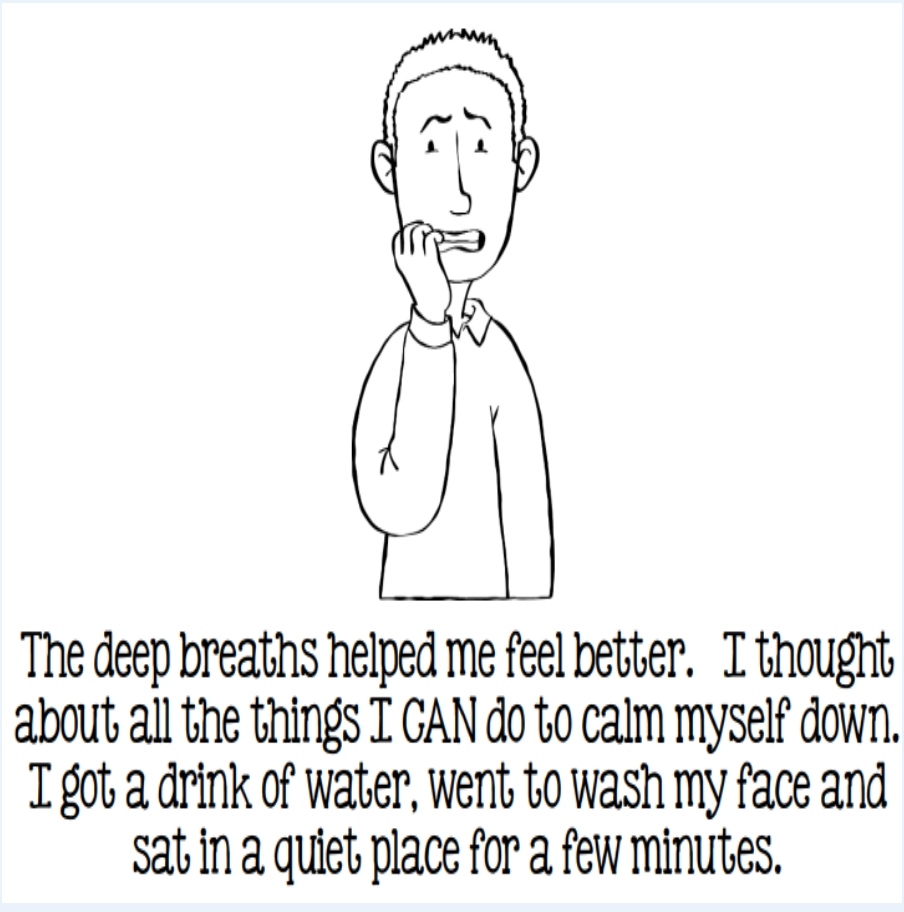 The deep breaths helped me feel better.   I thought
about all the things I CAN do to calm myself down.
I got a drink of water, went to wash my face and
sat in a quiet place for a few minutes.